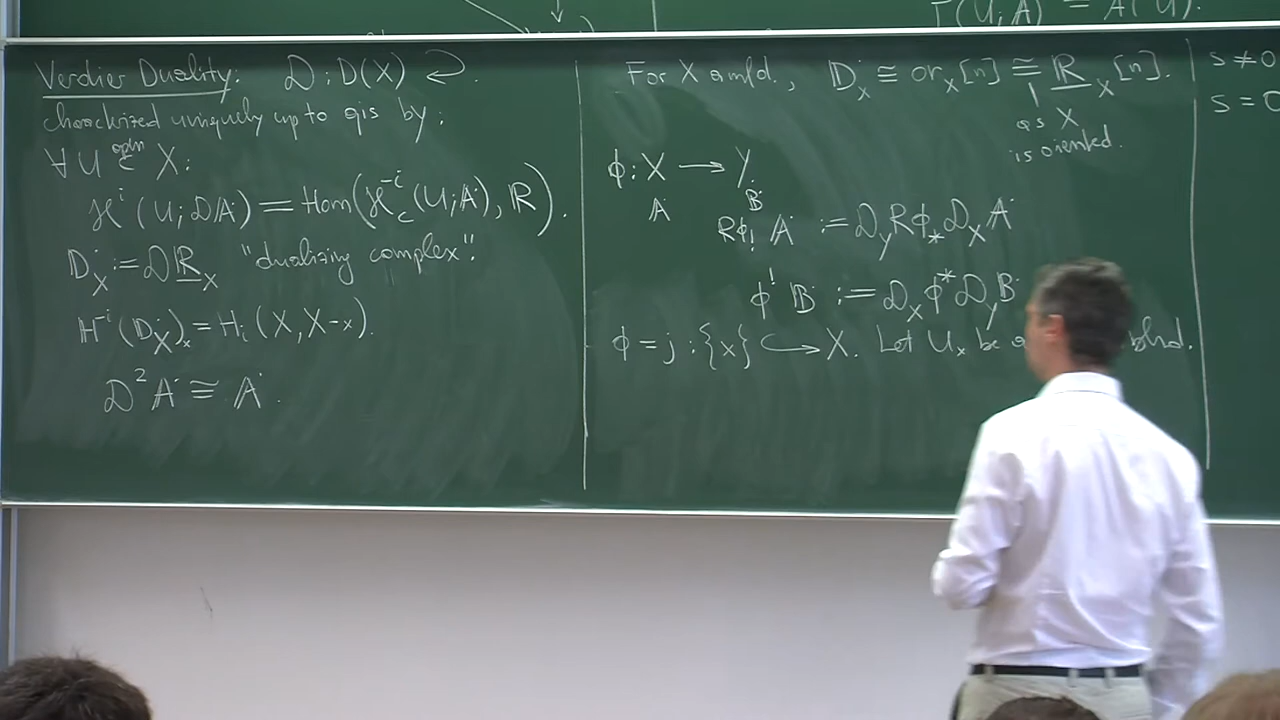 Γ(U; A) = A(U).
Verdier Duality: 𝒟 : D(X) ↩.
characterized uniquely up to qis by:
∀ U open ⊂ X:
ℋ^i(U; 𝒟A˙) = Hom(ℋ_c^{-i}(U; A˙), ℝ).
𝔻_X˙ := 𝒟ℝ_X "dualizing complex".
ℍ^{-i}(𝔻_X˙)_x = H_i(X, X-x).
𝒟²A˙ ≅ A˙.
For X a mfd., 𝔻_X˙ ≅ or_X[n] ≅ ℝ_X[n].
as X
is oriented.
φ: X → Y.
A˙ B˙
Rφ_! A˙ := 𝒟_Y Rφ_* 𝒟_X A˙
φ^! B˙ := 𝒟_X φ^* 𝒟_Y B˙
φ = j : {x} ↪ X. Let U_x be nbhd.
s ≠ 0
s = 0